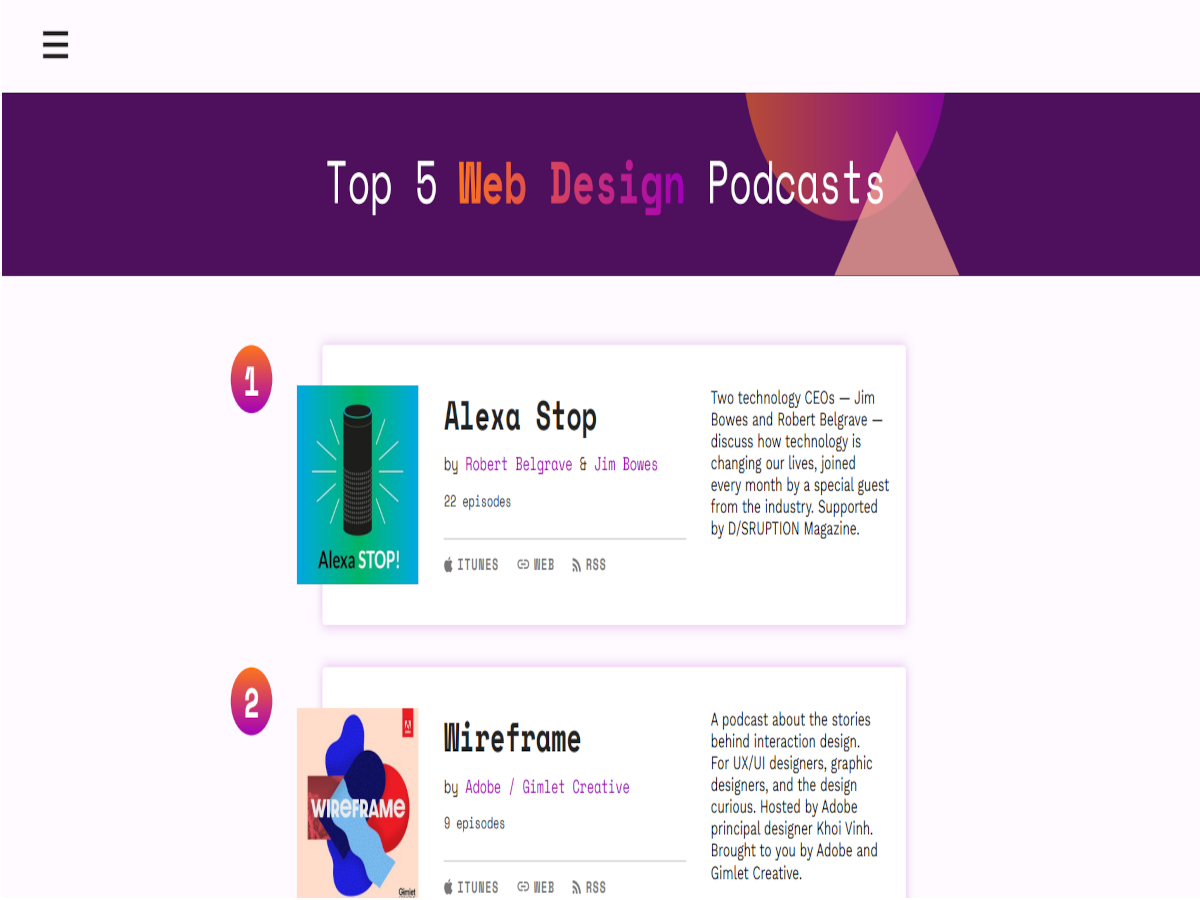 Top 5 Web Design Podcasts
1
Alexa STOP!
Alexa Stop
by Robert Belgrave & Jim Bowes
22 episodes
ITUNES WEB RSS
Two technology CEOs — Jim
Bowes and Robert Belgrave —
discuss how technology is
changing our lives, joined
every month by a special guest
from the industry. Supported
by D/SRUPTION Magazine.
2
WIReFRAMe
Gimlet
Wireframe
by Adobe / Gimlet Creative
9 episodes
ITUNES WEB RSS
A podcast about the stories
behind interaction design.
For UX/UI designers, graphic
designers, and the design
curious. Hosted by Adobe
principal designer Khoi Vinh.
Brought to you by Adobe and
Gimlet Creative.